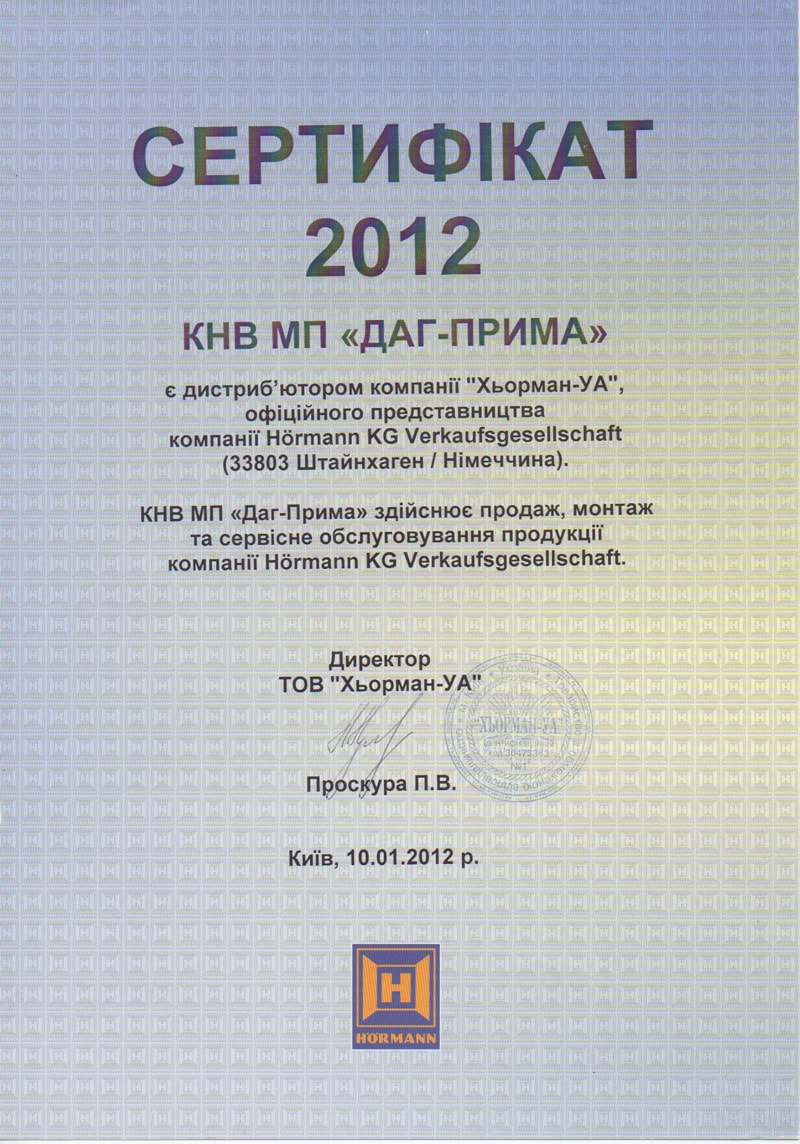 СЕРТИФІКАТ
2012
КНВ МП «ДАГ-ПРИМА»
є дистриб’ютором компанії "Хьорман-УА",
офіційного представництва
компанії Hörmann KG Verkaufsgesellschaft
(33803 Штайнхаген / Німеччина).
КНВ МП «Даг-Прима» здійснює продаж, монтаж
та сервісне обслуговування продукції
компанії Hörmann KG Verkaufsgesellschaft.
Директор
ТОВ "Хьорман-УА"
"ХЬОРМАН-УА"
Проскура П.В.
Київ, 10.01.2012 р.
H
HÖRMANN